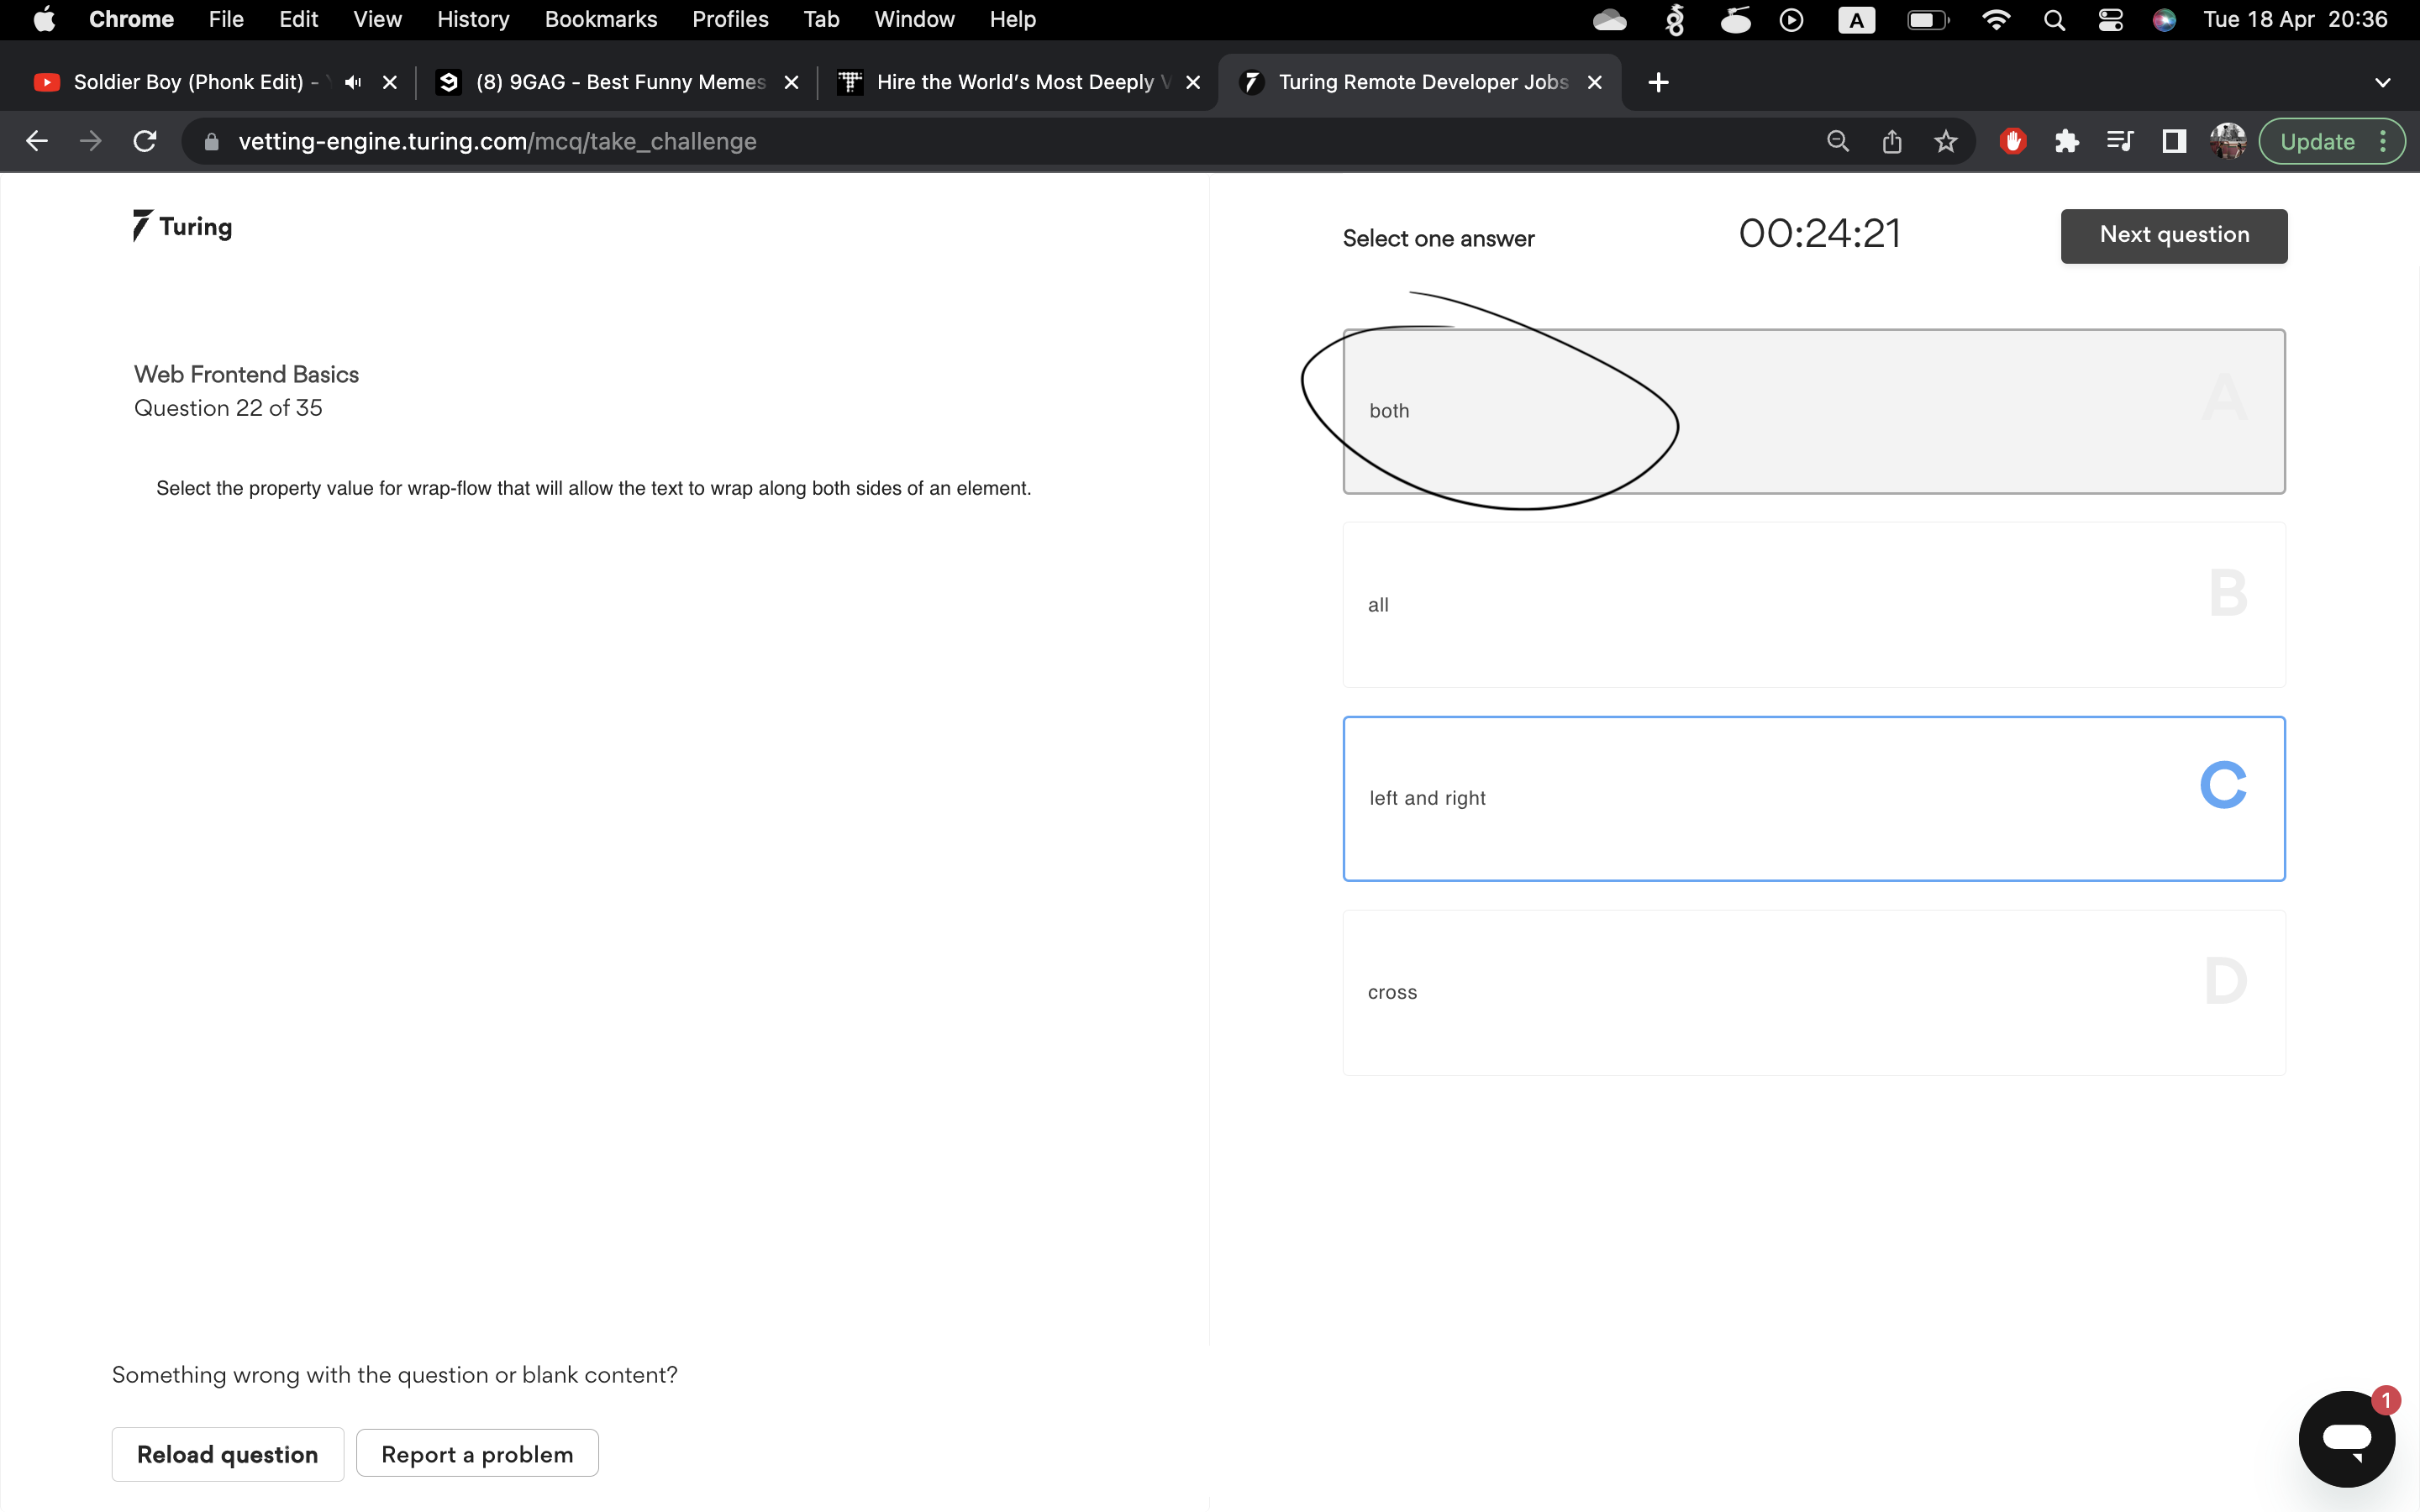 Chrome File Edit View History Bookmarks Profiles Tab Window Help A Tue 18 Apr 20:36
Soldier Boy (Phonk Edit) - (8) 9GAG - Best Funny Memes Hire the World's Most Deeply Turing Remote Developer Jobs
vetting-engine.turing.com/mcq/take_challenge Update
Turing
Select one answer 00:24:21 Next question
Web Frontend Basics
Question 22 of 35
Select the property value for wrap-flow that will allow the text to wrap along both sides of an element.
both A
all B
left and right C
cross D
Something wrong with the question or blank content?
Reload question Report a problem
1